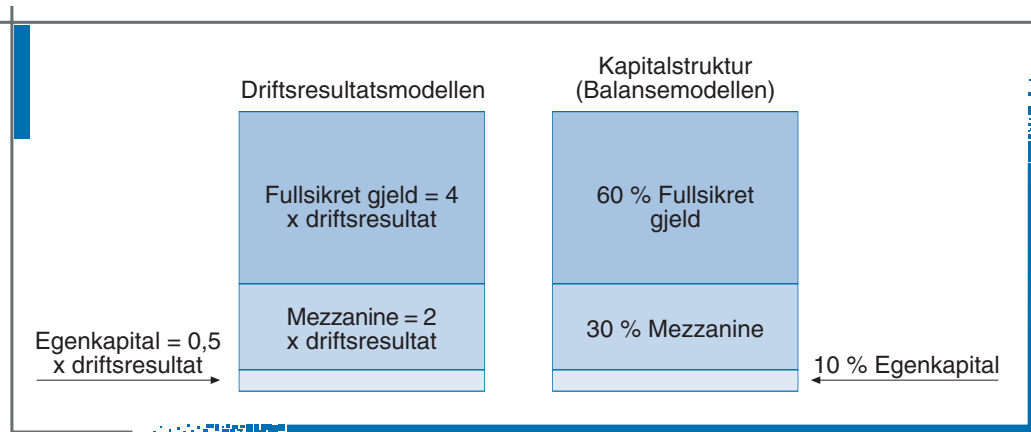 Driftsresultatsmodellen
Fullsikret gjeld = 4
x driftsresultat
Mezzanine = 2
x driftsresultat
Egenkapital = 0,5
x driftsresultat
Kapitalstruktur
(Balansemodellen)
60 % Fullsikret
gjeld
30 % Mezzanine
10 % Egenkapital